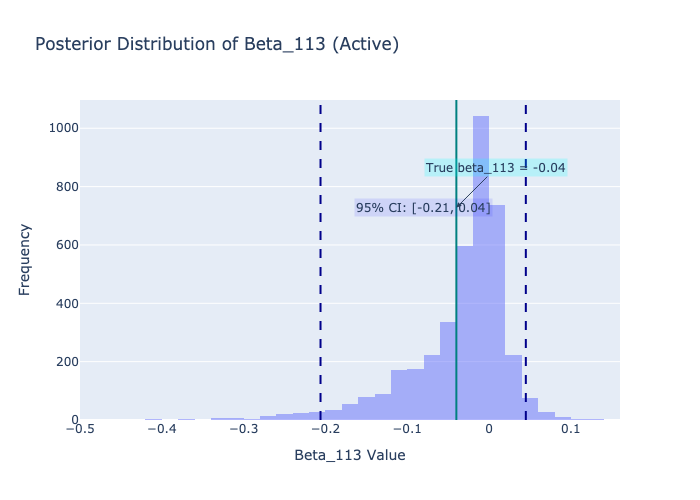 Posterior Distribution of Beta_113 (Active)
1000
True beta_113 = -0.04
800
95% CI: [-0.21, 0.04]
600
Frequency
400
200
0
−0.5 −0.4 −0.3 −0.2 −0.1 0 0.1
Beta_113 Value